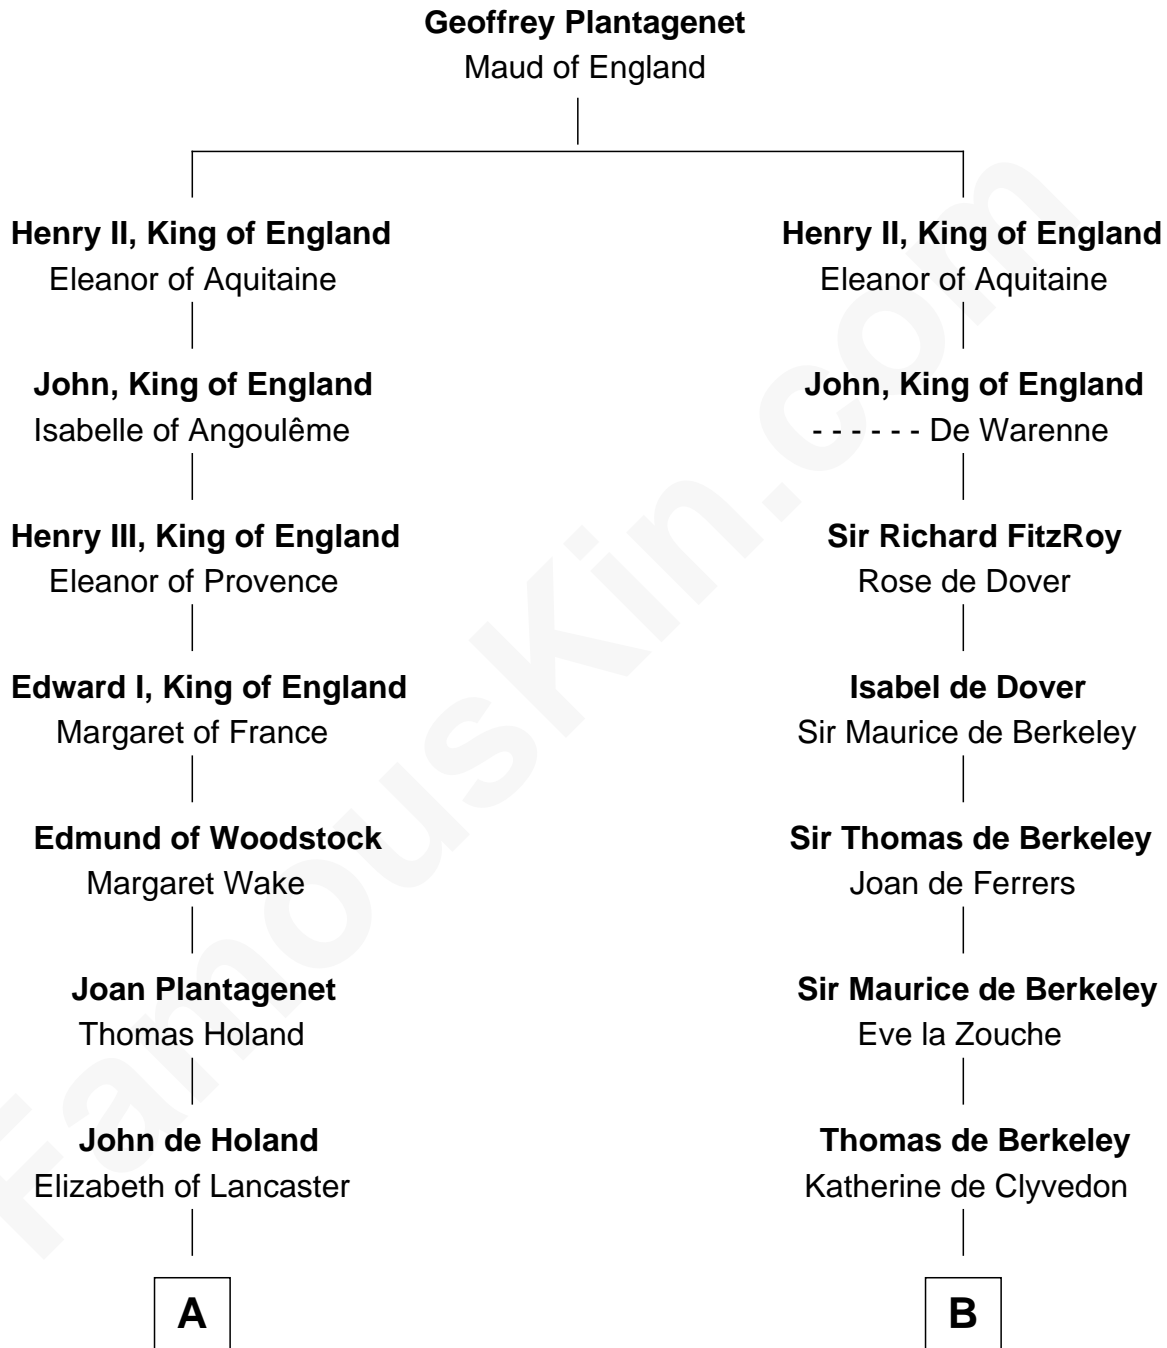 Geoffrey Plantagenet
Maud of England
Henry II, King of England
Eleanor of Aquitaine
John, King of England
Isabelle of Angoulême
Henry III, King of England
Eleanor of Provence
Edward I, King of England
Margaret of France
Edmund of Woodstock
Margaret Wake
Joan Plantagenet
Thomas Holand
John de Holand
Elizabeth of Lancaster
A
Henry II, King of England
Eleanor of Aquitaine
John, King of England
- - - - - - De Warenne
Sir Richard FitzRoy
Rose de Dover
Isabel de Dover
Sir Maurice de Berkeley
Sir Thomas de Berkeley
Joan de Ferrers
Sir Maurice de Berkeley
Eve la Zouche
Thomas de Berkeley
Katherine de Clyvedon
B
FamousKin.com